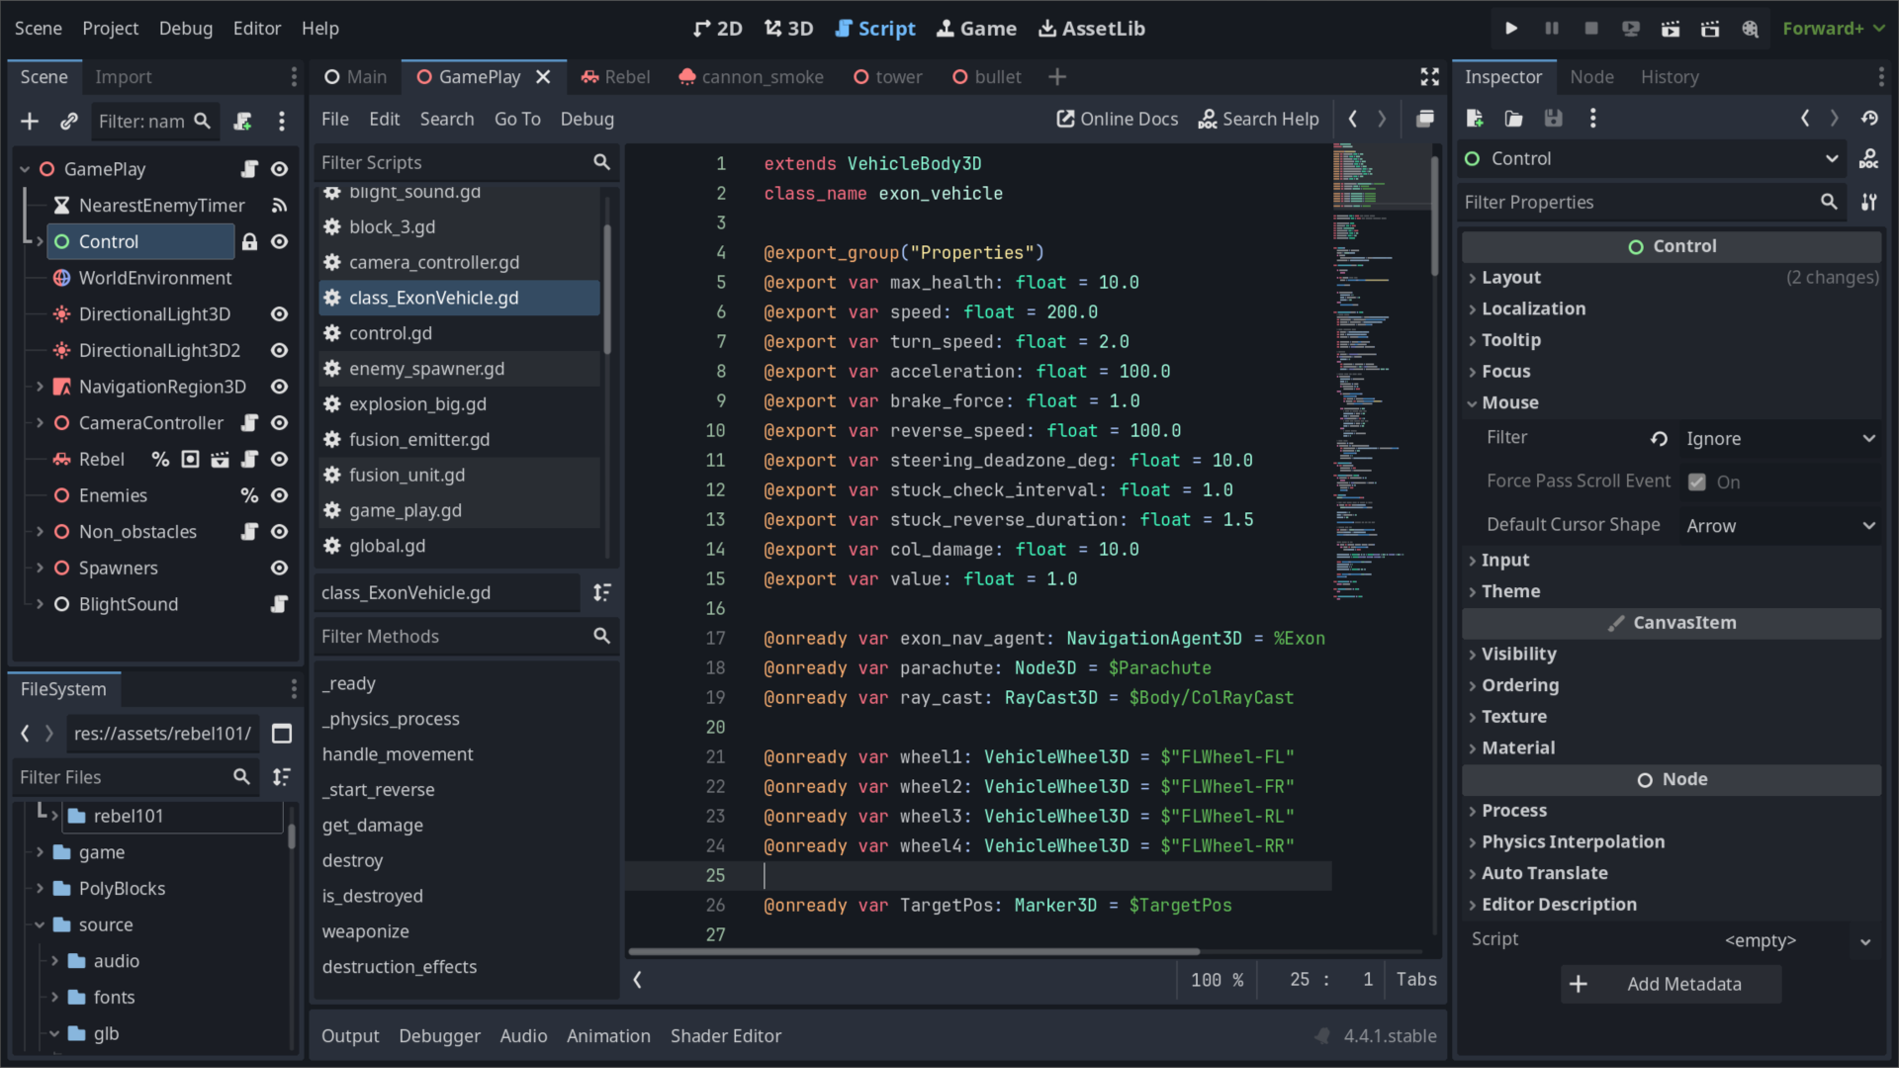 Scene Project Debug Editor Help
2D 3D Script Game AssetLib
Forward+
Scene Import
Filter: nam
GamePlay
NearestEnemyTimer
Control
WorldEnvironment
DirectionalLight3D
DirectionalLight3D2
NavigationRegion3D
CameraController
Rebel %
Enemies %
Non_obstacles
Spawners
BlightSound
FileSystem
res://assets/rebel101/
Filter Files
rebel101
game
PolyBlocks
source
audio
fonts
glb
Main GamePlay Rebel cannon_smoke tower bullet
File Edit Search Go To Debug
Online Docs Search Help
Filter Scripts
blight_sound.gd
block_3.gd
camera_controller.gd
class_ExonVehicle.gd
control.gd
enemy_spawner.gd
explosion_big.gd
fusion_emitter.gd
fusion_unit.gd
game_play.gd
global.gd
class_ExonVehicle.gd
Filter Methods
_ready
_physics_process
handle_movement
_start_reverse
get_damage
destroy
is_destroyed
weaponize
destruction_effects
1 extends VehicleBody3D
2 class_name exon_vehicle
3
4 @export_group("Properties")
5 @export var max_health: float = 10.0
6 @export var speed: float = 200.0
7 @export var turn_speed: float = 2.0
8 @export var acceleration: float = 100.0
9 @export var brake_force: float = 1.0
10 @export var reverse_speed: float = 100.0
11 @export var steering_deadzone_deg: float = 10.0
12 @export var stuck_check_interval: float = 1.0
13 @export var stuck_reverse_duration: float = 1.5
14 @export var col_damage: float = 10.0
15 @export var value: float = 1.0
16
17 @onready var exon_nav_agent: NavigationAgent3D = %Exon
18 @onready var parachute: Node3D = $Parachute
19 @onready var ray_cast: RayCast3D = $Body/ColRayCast
20
21 @onready var wheel1: VehicleWheel3D = $"FLWheel-FL"
22 @onready var wheel2: VehicleWheel3D = $"FLWheel-FR"
23 @onready var wheel3: VehicleWheel3D = $"FLWheel-RL"
24 @onready var wheel4: VehicleWheel3D = $"FLWheel-RR"
25
26 @onready var TargetPos: Marker3D = $TargetPos
27
100 % 25 : 1 Tabs
Output Debugger Audio Animation Shader Editor
4.4.1.stable
Inspector Node History
Control
Filter Properties
Control
Layout (2 changes)
Localization
Tooltip
Focus
Mouse
Filter Ignore
Force Pass Scroll Event On
Default Cursor Shape Arrow
Input
Theme
CanvasItem
Visibility
Ordering
Texture
Material
Node
Process
Physics Interpolation
Auto Translate
Editor Description
Script <empty>
Add Metadata